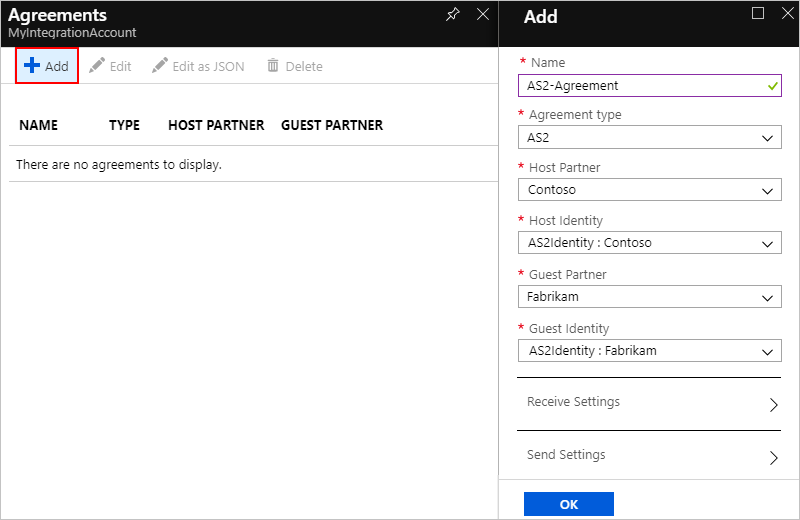 Agreements
MyIntegrationAccount
Add Edit Edit as JSON Delete
NAME TYPE HOST PARTNER GUEST PARTNER
There are no agreements to display.
Add
* Name
AS2-Agreement
* Agreement type
AS2
* Host Partner
Contoso
* Host Identity
AS2Identity : Contoso
* Guest Partner
Fabrikam
* Guest Identity
AS2Identity : Fabrikam
Receive Settings
Send Settings
OK